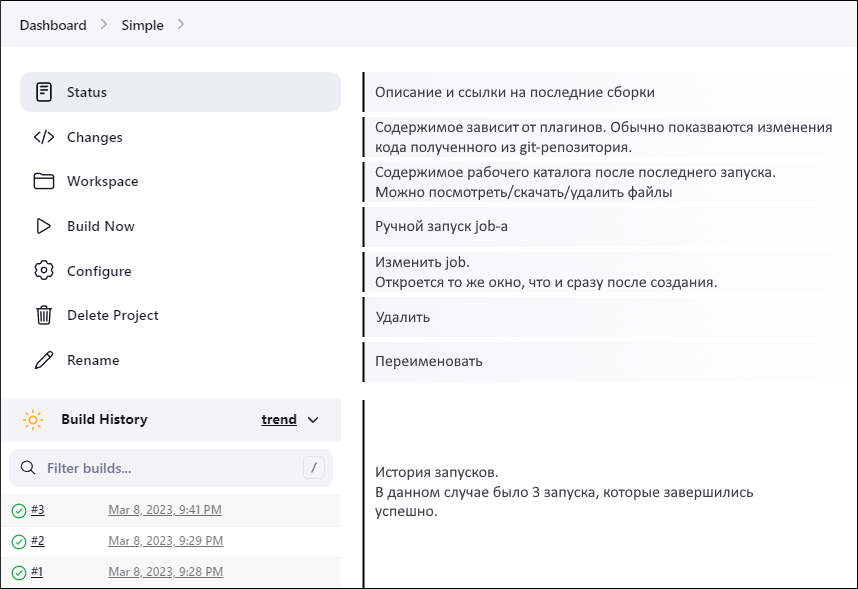 Dashboard Simple
Status
Описание и ссылки на последние сборки
Changes
Содержимое зависит от плагинов. Обычно показваются изменения
кода полученного из git-репозитория.
Workspace
Содержимое рабочего каталога после последнего запуска.
Можно посмотреть/скачать/удалить файлы
Build Now
Ручной запуск job-а
Configure
Изменить job.
Откроется то же окно, что и сразу после создания.
Delete Project
Удалить
Rename
Переименовать
Build History trend
Filter builds... /
#3 Mar 8, 2023, 9:41 PM
#2 Mar 8, 2023, 9:29 PM
#1 Mar 8, 2023, 9:28 PM
История запусков.
В данном случае было 3 запуска, которые завершились
успешно.